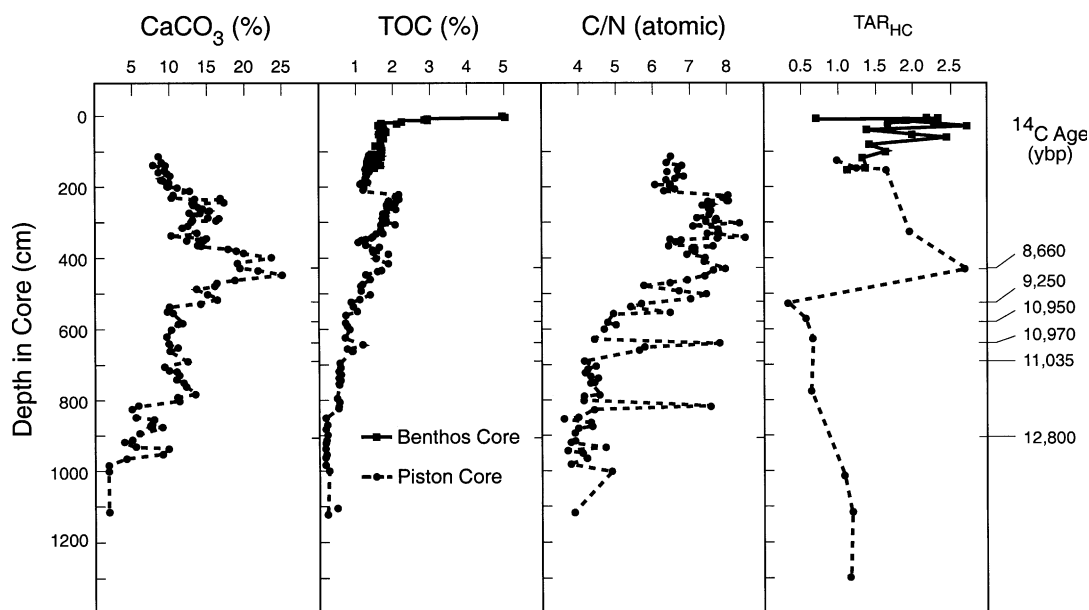 CaCO3 (%) TOC (%) C/N (atomic) TARHC
5 10 15 20 25 1 2 3 4 5 4 5 6 7 8 0.5 1.0 1.5 2.0 2.5
Depth in Core (cm)
0
200
400
600
800
1000
1200
14C Age
(ybp)
8,660
9,250
10,950
10,970
11,035
12,800
Benthos Core
Piston Core